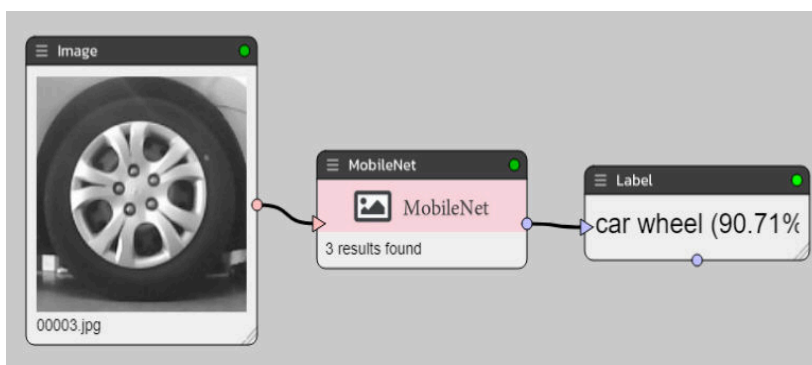 Image
00003.jpg
MobileNet
MobileNet
3 results found
Label
car wheel (90.71%